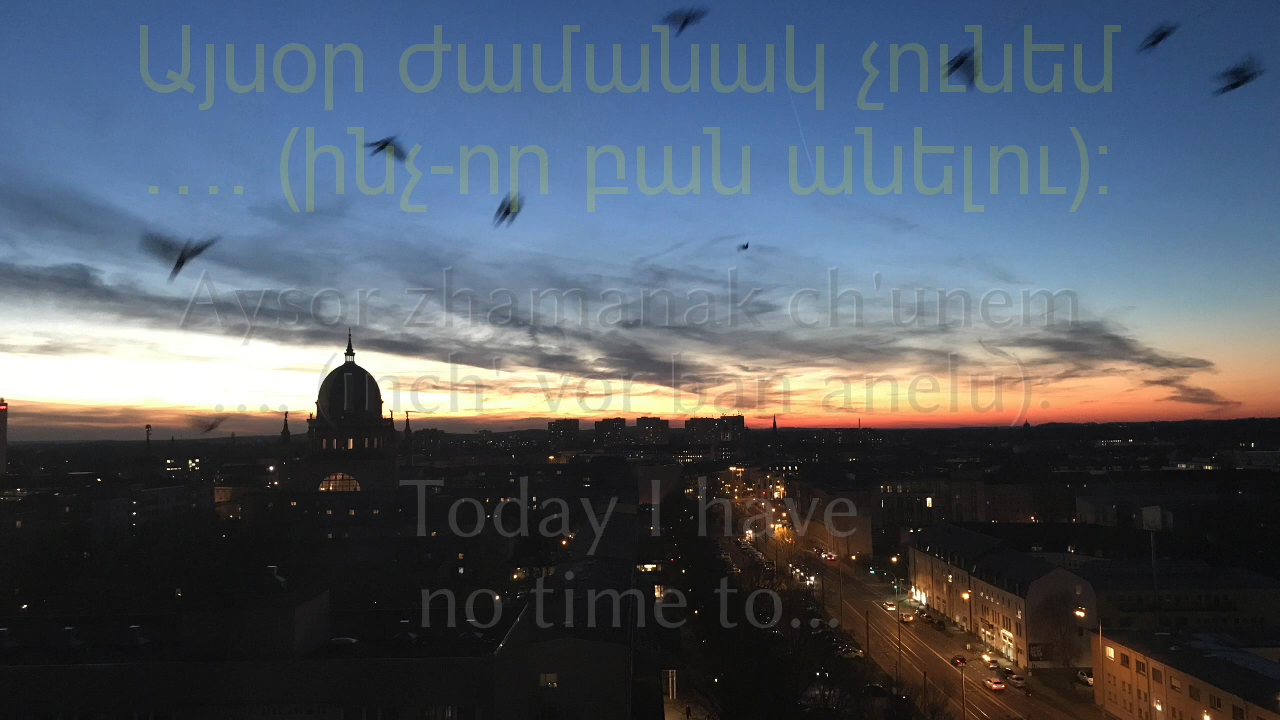 Այսօր ժամանակ չունեմ
.... (ինչ-որ բան անելու):
Aysor zhamanak ch'unem
.... (inch' vor ban anelu):
Today I have
no time to...